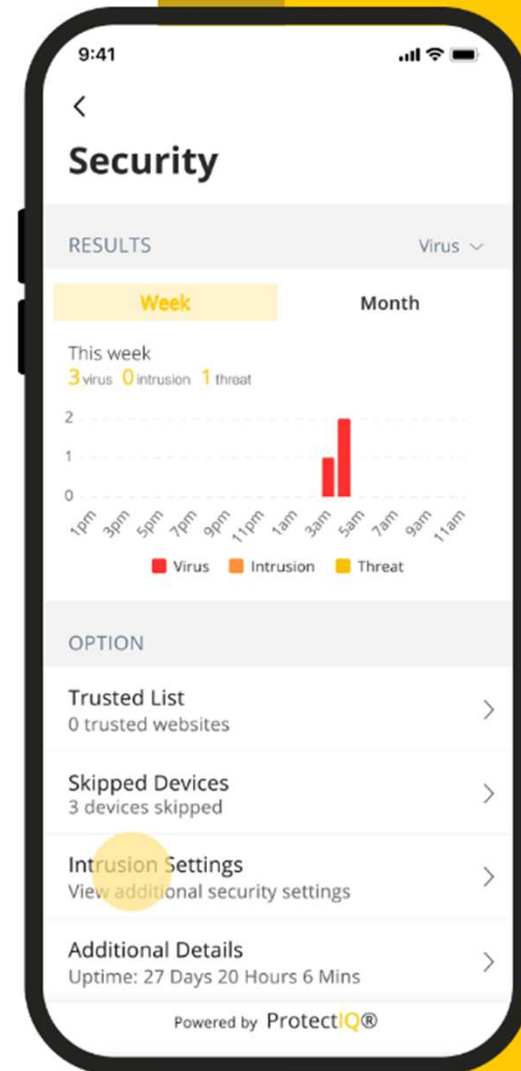 9:41
Security
RESULTS Virus
Week Month
This week
3 virus 0 intrusion 1 threat
2
1
0
1pm 3pm 5pm 7pm 9pm 11pm 1am 3am 5am 7am 9am 11am
Virus Intrusion Threat
OPTION
Trusted List
0 trusted websites
Skipped Devices
3 devices skipped
Intrusion Settings
View additional security settings
Additional Details
Uptime: 27 Days 20 Hours 6 Mins
Powered by ProtectIQ®